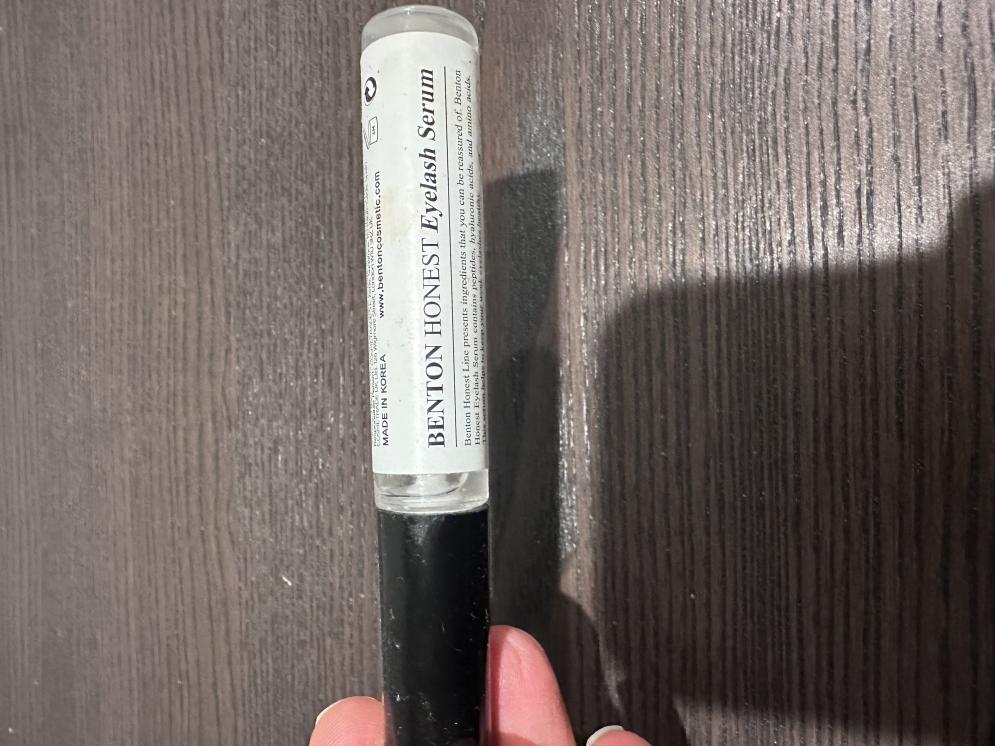 www.bentoncosmetic.com
MADE IN KOREA
BENTON HONEST Eyelash Serum
Benton Honest Line presents ingredients that you can be reassured of. Benton
Honest Eyelash Serum contains peptides, hyaluronic acids, and amino acids.